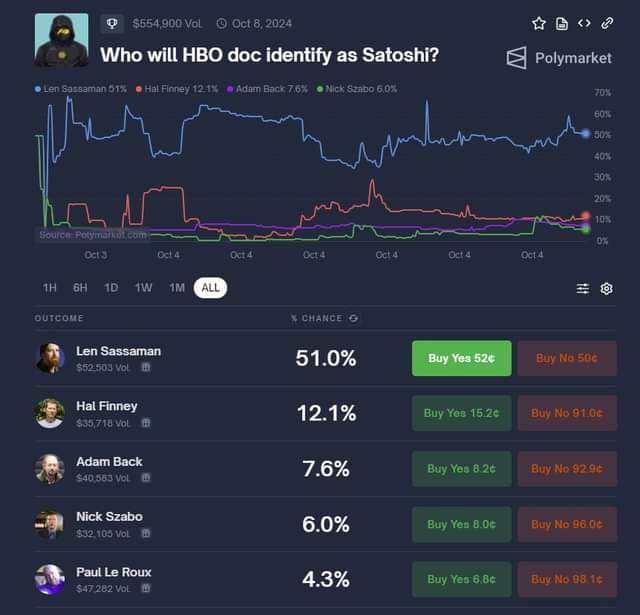 $554,900 Vol. Oct 8, 2024
Who will HBO doc identify as Satoshi?
Polymarket
Len Sassaman 51% Hal Finney 12.1% Adam Back 7.6% Nick Szabo 6.0%
70%
60%
50%
40%
30%
20%
10%
0%
Source: Polymarket.com
Oct 3 Oct 4 Oct 4 Oct 4 Oct 4 Oct 4 Oct 4
1H 6H 1D 1W 1M ALL
OUTCOME % CHANCE
Len Sassaman
$52,503 Vol.
51.0%
Buy Yes 52¢ Buy No 50¢
Hal Finney
$35,718 Vol.
12.1%
Buy Yes 15.2¢ Buy No 91.0¢
Adam Back
$40,583 Vol.
7.6%
Buy Yes 8.2¢ Buy No 92.9¢
Nick Szabo
$32,105 Vol.
6.0%
Buy Yes 8.0¢ Buy No 96.0¢
Paul Le Roux
$47,282 Vol.
4.3%
Buy Yes 6.8¢ Buy No 98.1¢